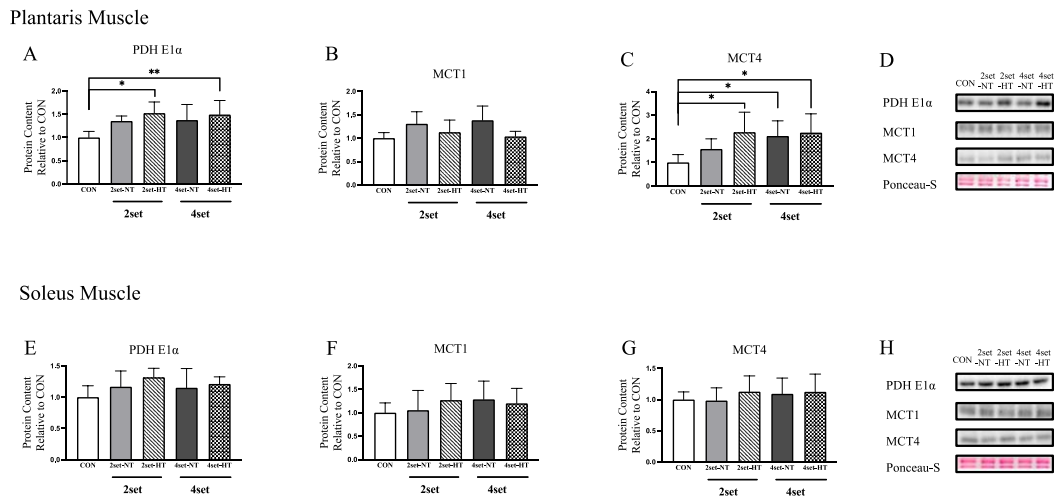 Plantaris Muscle
A
PDH E1α
**
*
Protein Content
Relative to CON
2.0
1.5
1.0
0.5
0.0
CON 2set-NT 2set-HT 4set-NT 4set-HT
2set 4set
B
MCT1
Protein Content
Relative to CON
2.0
1.5
1.0
0.5
0.0
CON 2set-NT 2set-HT 4set-NT 4set-HT
2set 4set
C
MCT4
*
*
*
Protein Content
Relative to CON
4
3
2
1
0
CON 2set-NT 2set-HT 4set-NT 4set-HT
2set 4set
D
CON 2set-NT 2set-HT 4set-NT 4set-HT
PDH E1α
MCT1
MCT4
Ponceau-S
Soleus Muscle
E
PDH E1α
Protein Content
Relative to CON
1.5
1.0
0.5
0.0
CON 2set-NT 2set-HT 4set-NT 4set-HT
2set 4set
F
MCT1
Protein Content
Relative to CON
2.0
1.5
1.0
0.5
0.0
CON 2set-NT 2set-HT 4set-NT 4set-HT
2set 4set
G
MCT4
Protein Content
Relative to CON
1.5
1.0
0.5
0.0
CON 2set-NT 2set-HT 4set-NT 4set-HT
2set 4set
H
CON 2set-NT 2set-HT 4set-NT 4set-HT
PDH E1α
MCT1
MCT4
Ponceau-S